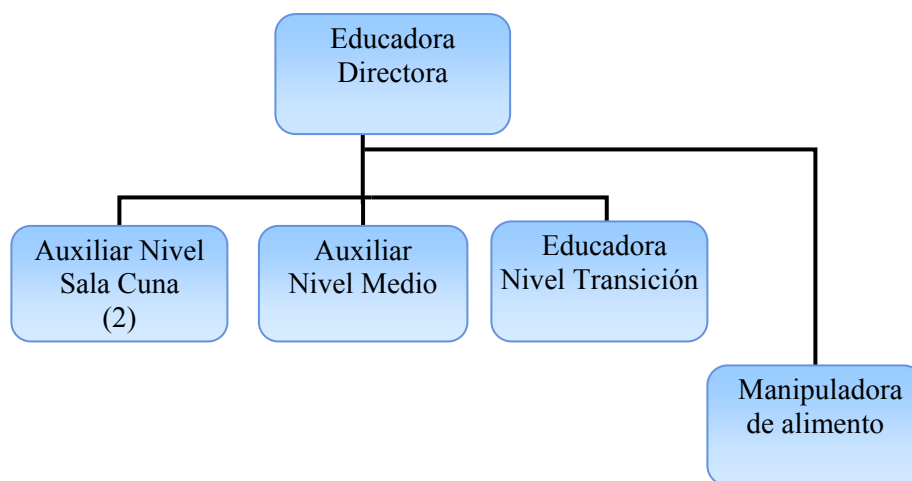 Educadora
Directora
Auxiliar Nivel
Sala Cuna
(2)
Auxiliar
Nivel Medio
Educadora
Nivel Transición
Manipuladora
de alimento